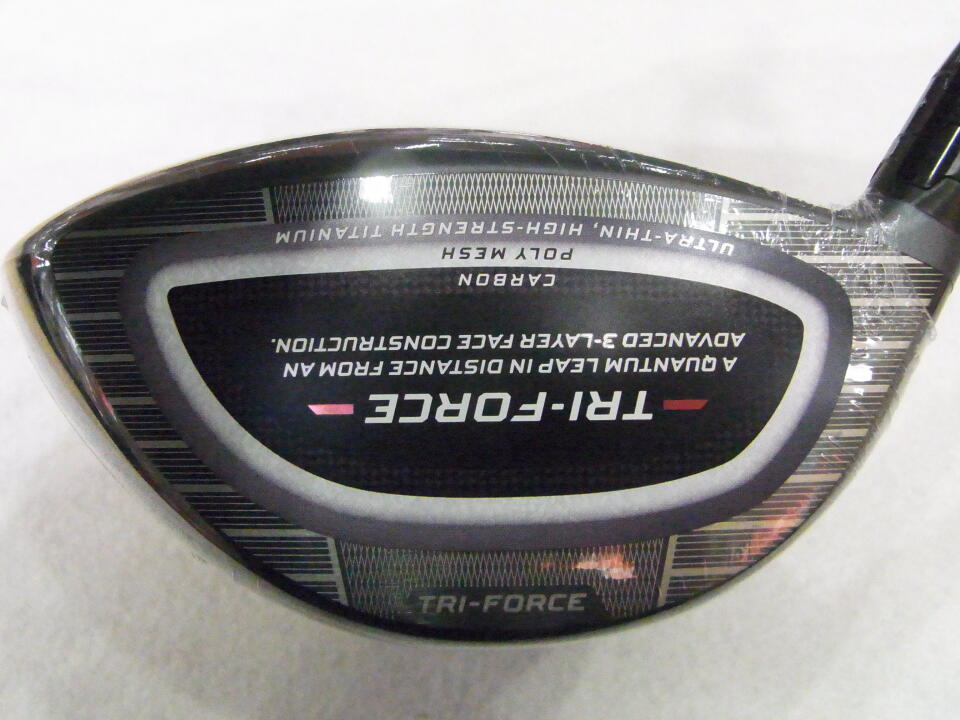 TRI-FORCE
A QUANTUM LEAP IN DISTANCE FROM AN
ADVANCED 3-LAYER FACE CONSTRUCTION.
CARBON
POLY MESH
ULTRA-THIN, HIGH-STRENGTH TITANIUM
TRI-FORCE